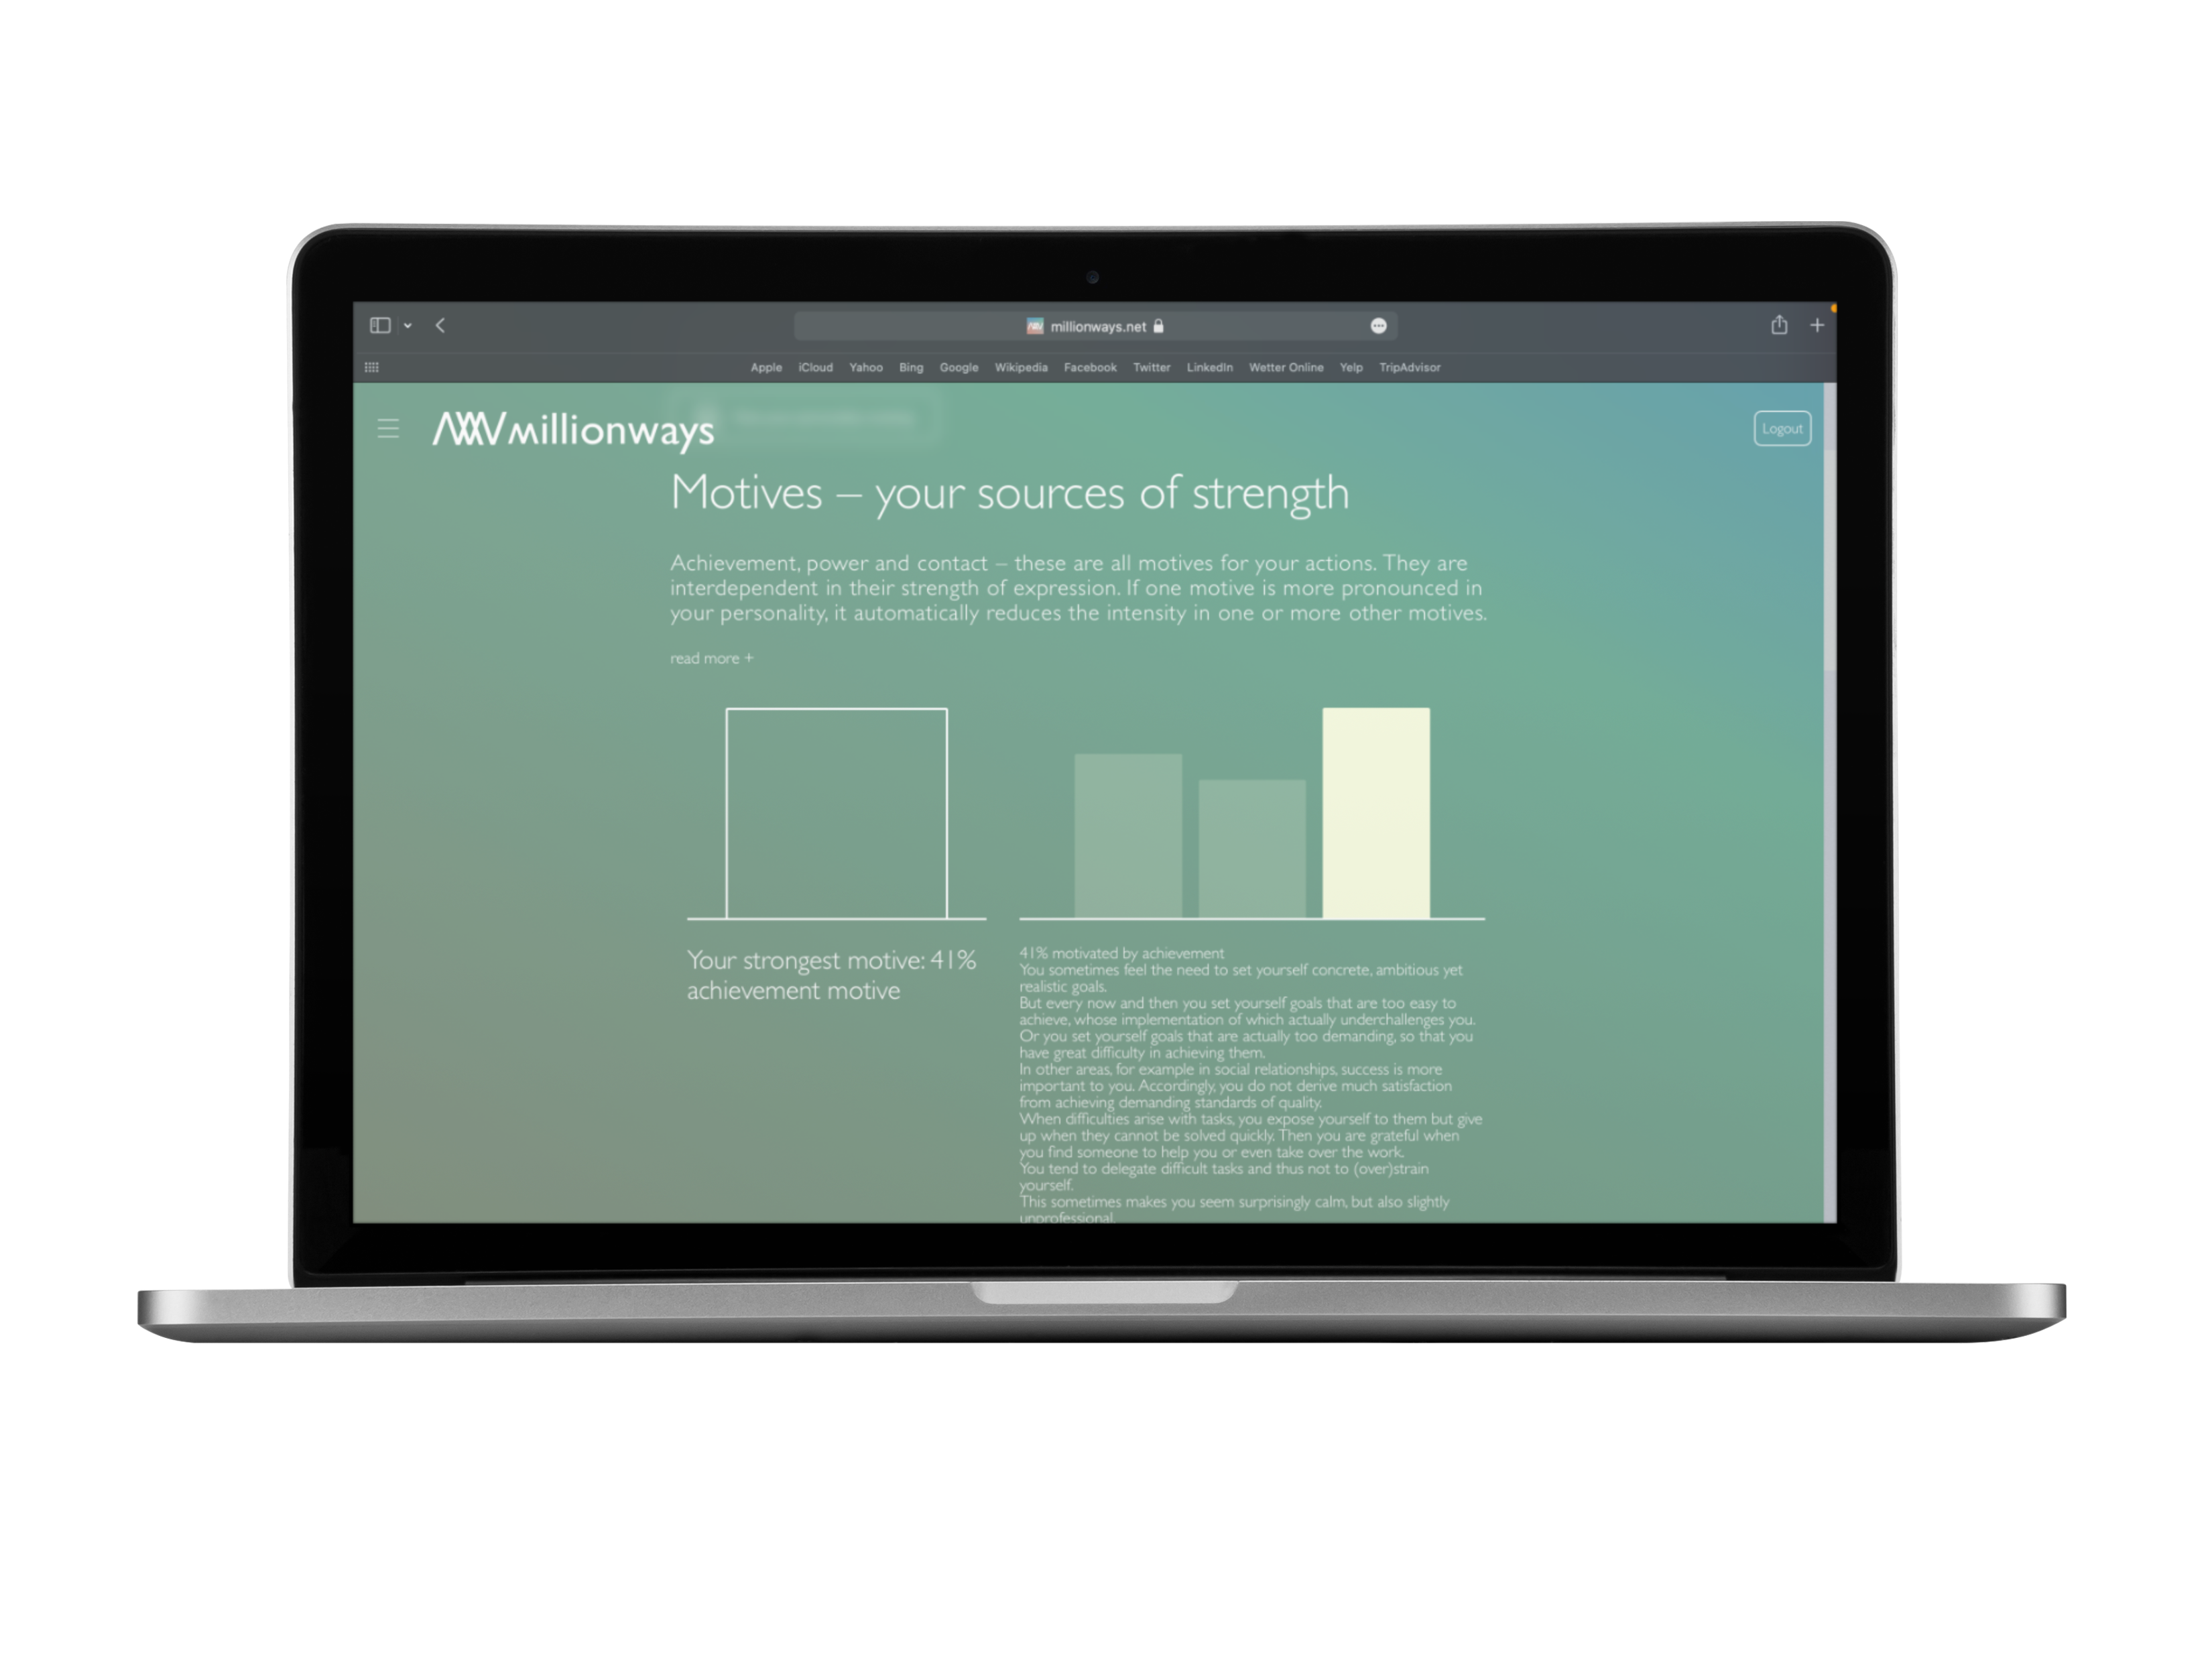 millionways.net
Apple iCloud Yahoo Bing Google Wikipedia Facebook Twitter LinkedIn Wetter Online Yelp TripAdvisor
millionways
Logout
Motives – your sources of strength
Achievement, power and contact – these are all motives for your actions. They are
interdependent in their strength of expression. If one motive is more pronounced in
your personality, it automatically reduces the intensity in one or more other motives.
read more +
Your strongest motive: 41%
achievement motive
41% motivated by achievement
You sometimes feel the need to set yourself concrete, ambitious yet
realistic goals.
But every now and then you set yourself goals that are too easy to
achieve, whose implementation of which actually underchallenges you.
Or you set yourself goals that are actually too demanding, so that you
have great difficulty in achieving them.
In other areas, for example in social relationships, success is more
important to you. Accordingly, you do not derive much satisfaction
from achieving demanding standards of quality.
When difficulties arise with tasks, you expose yourself to them but give
up when they cannot be solved quickly. Then you are grateful when
you find someone to help you or even take over the work.
You tend to delegate difficult tasks and thus not to (over)strain
yourself.
This sometimes makes you seem surprisingly calm, but also slightly
unprofessional.